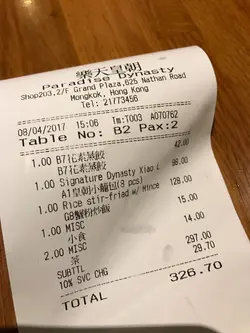 樂天皇朝
Paradise Dynasty
Shop203,2/F Grand Plaza,625 Nathan Road
Mongkok, Hong Kong
Tel: 21773456
08/04/2017 15:06 Tm:T003 A070762
Table No: B2 Pax:2
1.00 B7花素蒸餃 42.00
B7花素蒸餃
1.00 Signature Dynasty Xiao L 98.00
A1皇朝小籠包(8 pcs)
1.00 Rice stir-fried w/ Mince 128.00
G8蟹粉炒飯
1.00 MISC 15.00
小食
2.00 MISC 14.00
茶
SUBTTL 297.00
10% SVC CHG 29.70
TOTAL 326.70